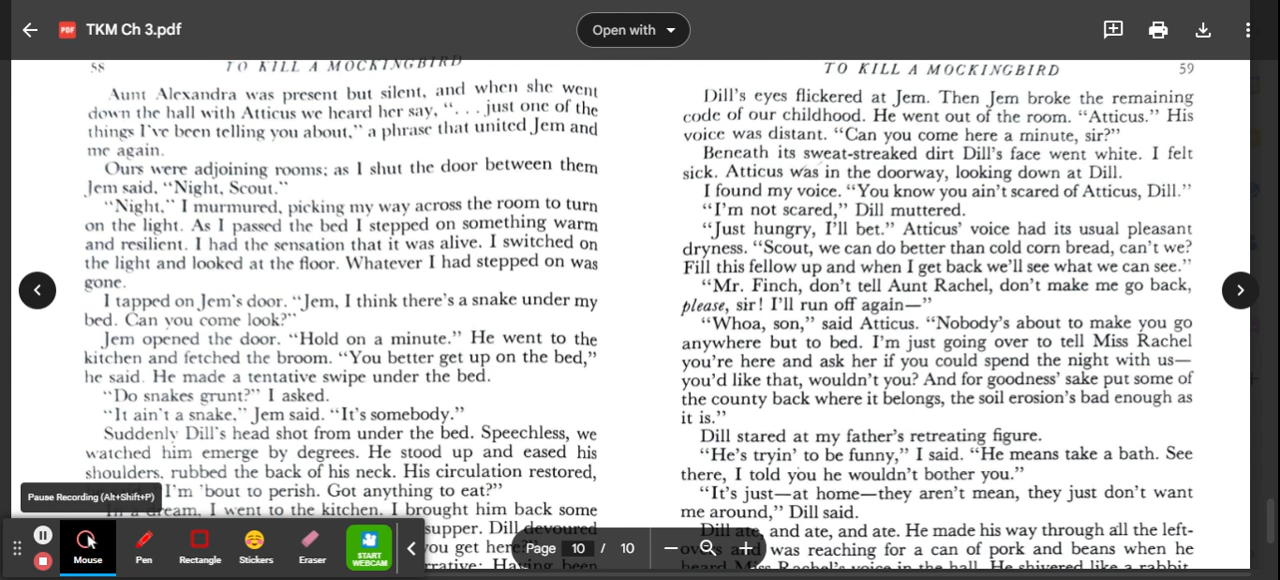 TKM Ch 3.pdf
Open with
58 TO KILL A MOCKINGBIRD
Aunt Alexandra was present but silent, and when she went
down the hall with Atticus we heard her say, “. . . just one of the
things I’ve been telling you about,” a phrase that united Jem and
me again.
Ours were adjoining rooms; as I shut the door between them
Jem said, “Night, Scout.”
“Night,” I murmured, picking my way across the room to turn
on the light. As I passed the bed I stepped on something warm
and resilient. I had the sensation that it was alive. I switched on
the light and looked at the floor. Whatever I had stepped on was
gone.
I tapped on Jem’s door. “Jem, I think there’s a snake under my
bed. Can you come look?”
Jem opened the door. “Hold on a minute.” He went to the
kitchen and fetched the broom. “You better get up on the bed,”
he said. He made a tentative swipe under the bed.
“Do snakes grunt?” I asked.
“It ain’t a snake,” Jem said. “It’s somebody.”
Suddenly Dill’s head shot from under the bed. Speechless, we
watched him emerge by degrees. He stood up and eased his
shoulders, rubbed the back of his neck. His circulation restored,
I’m ’bout to perish. Got anything to eat?”
In a dream, I went to the kitchen. I brought him back some
supper. Dill devoured
you get here?
Having been
TO KILL A MOCKINGBIRD 59
Dill’s eyes flickered at Jem. Then Jem broke the remaining
code of our childhood. He went out of the room. “Atticus.” His
voice was distant. “Can you come here a minute, sir?”
Beneath its sweat-streaked dirt Dill’s face went white. I felt
sick. Atticus was in the doorway, looking down at Dill.
I found my voice. “You know you ain’t scared of Atticus, Dill.”
“I’m not scared,” Dill muttered.
“Just hungry, I’ll bet.” Atticus’ voice had its usual pleasant
dryness. “Scout, we can do better than cold corn bread, can’t we?
Fill this fellow up and when I get back we’ll see what we can see.”
“Mr. Finch, don’t tell Aunt Rachel, don’t make me go back,
please, sir! I’ll run off again—”
“Whoa, son,” said Atticus. “Nobody’s about to make you go
anywhere but to bed. I’m just going over to tell Miss Rachel
you’re here and ask her if you could spend the night with us—
you’d like that, wouldn’t you? And for goodness’ sake put some of
the county back where it belongs, the soil erosion’s bad enough as
it is.”
Dill stared at my father’s retreating figure.
“He’s tryin’ to be funny,” I said. “He means take a bath. See
there, I told you he wouldn’t bother you.”
“It’s just—at home—they aren’t mean, they just don’t want
me around,” Dill said.
Dill ate, and ate, and ate. He made his way through all the left-
was reaching for a can of pork and beans when he
heard Miss Rachel’s voice in the hall. He shivered like a rabbit
Pause Recording (Alt+Shift+P)
Mouse
Pen
Rectangle
Stickers
Eraser
START WEBCAM
Page 10 / 10